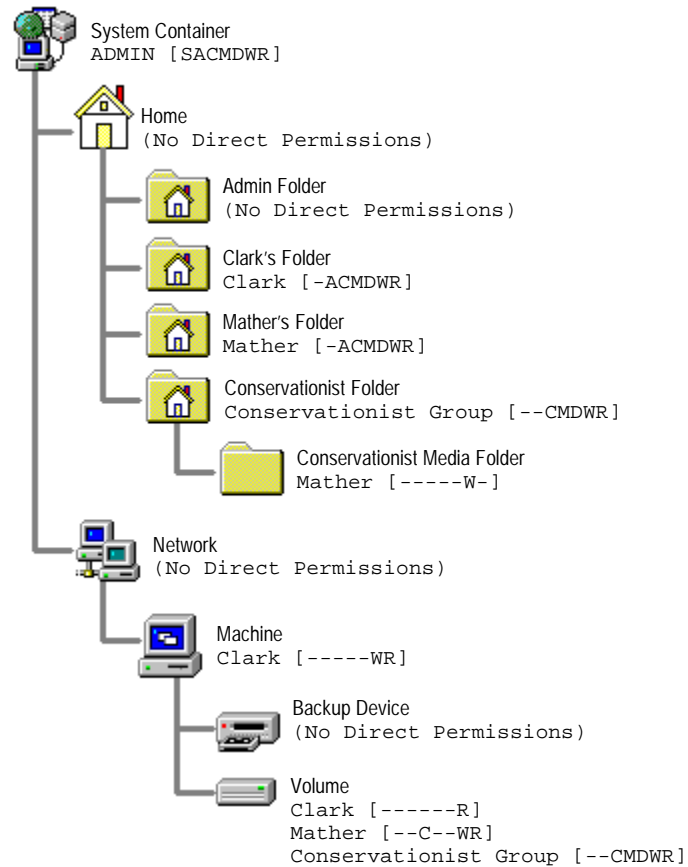 System Container
ADMIN [SACMDWR]
Home
(No Direct Permissions)
Admin Folder
(No Direct Permissions)
Clark's Folder
Clark [-ACMDWR]
Mather's Folder
Mather [-ACMDWR]
Conservationist Folder
Conservationist Group [--CMDWR]
Conservationist Media Folder
Mather [-----W-]
Network
(No Direct Permissions)
Machine
Clark [-----WR]
Backup Device
(No Direct Permissions)
Volume
Clark [------R]
Mather [--C--WR]
Conservationist Group [--CMDWR]